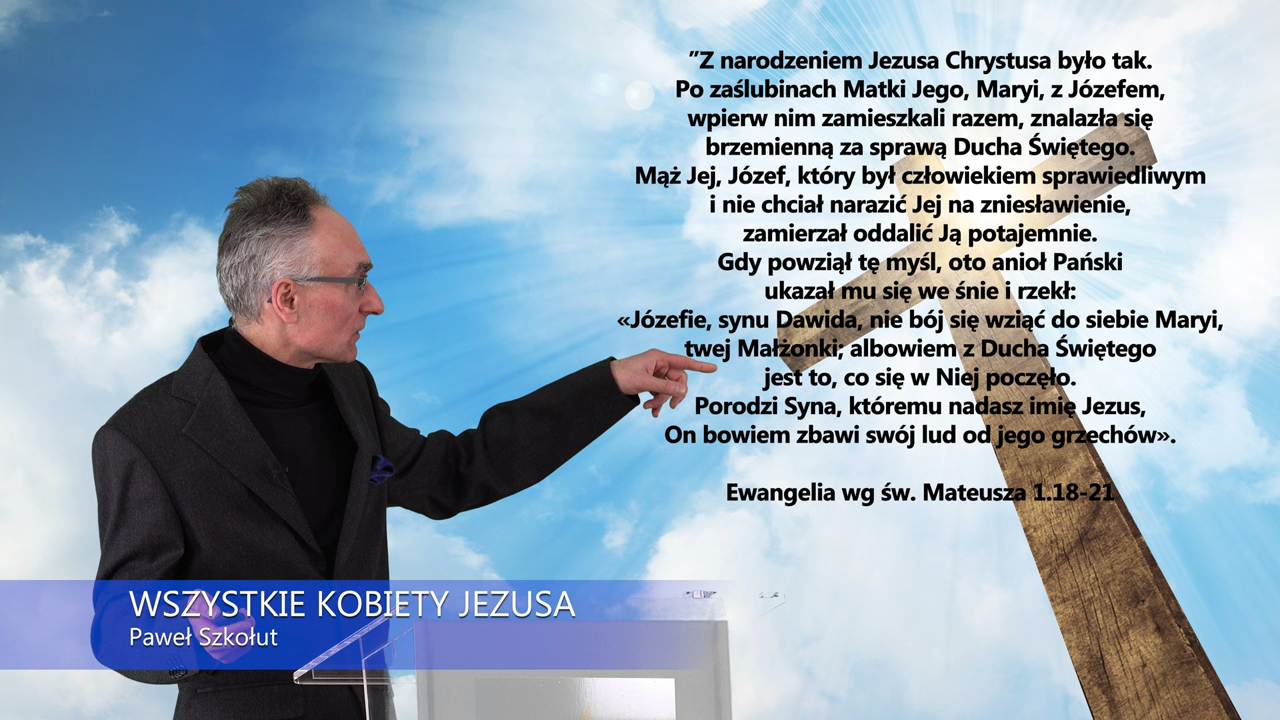 ”Z narodzeniem Jezusa Chrystusa było tak.
Po zaślubinach Matki Jego, Maryi, z Józefem,
wpierw nim zamieszkali razem, znalazła się
brzemienną za sprawą Ducha Świętego.
Mąż Jej, Józef, który był człowiekiem sprawiedliwym
i nie chciał narazić Jej na zniesławienie,
zamierzał oddalić Ją potajemnie.
Gdy powziął tę myśl, oto anioł Pański
ukazał mu się we śnie i rzekł:
«Józefie, synu Dawida, nie bój się wziąć do siebie Maryi,
twej Małżonki; albowiem z Ducha Świętego
jest to, co się w Niej poczęło.
Porodzi Syna, któremu nadasz imię Jezus,
On bowiem zbawi swój lud od jego grzechów».
Ewangelia wg św. Mateusza 1.18-21
WSZYSTKIE KOBIETY JEZUSA
Paweł Szkołut